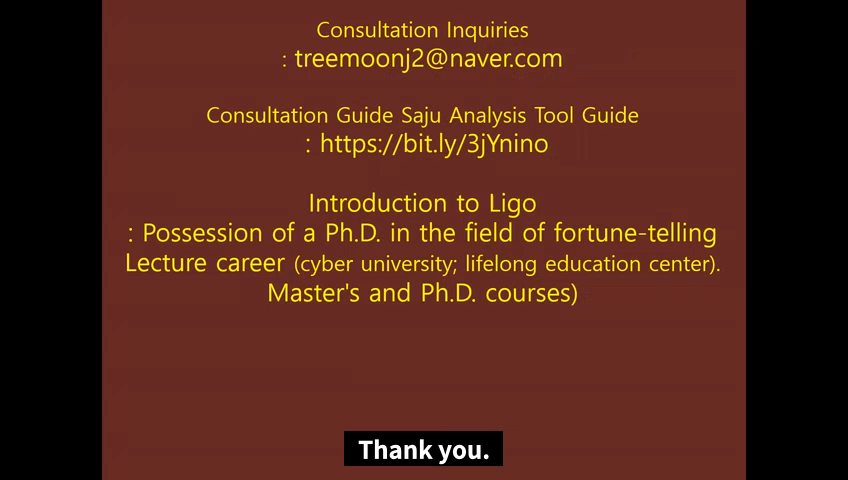 Consultation Inquiries
: treemoonj2@naver.com
Consultation Guide Saju Analysis Tool Guide
: https://bit.ly/3jYnino
Introduction to Ligo
: Possession of a Ph.D. in the field of fortune-telling
Lecture career (cyber university; lifelong education center).
Master's and Ph.D. courses)
Thank you.